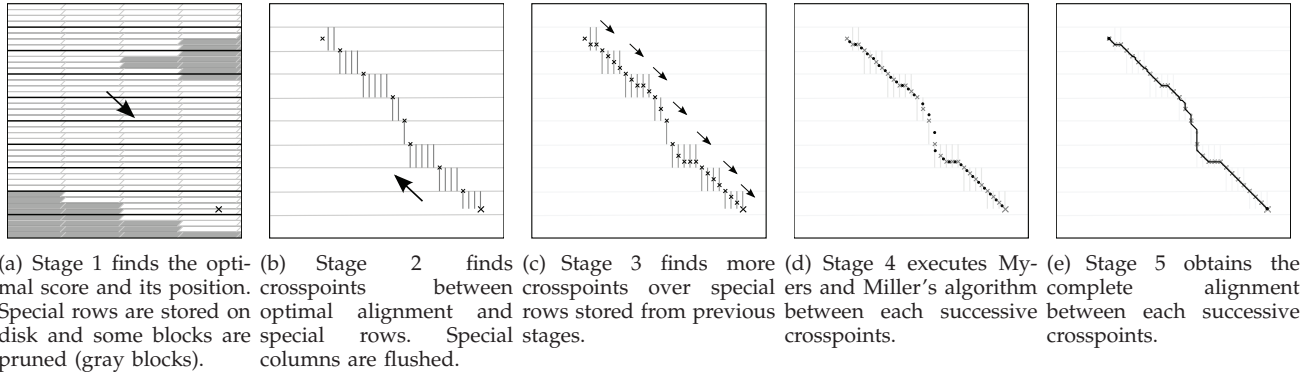 (a) Stage 1 finds the opti-
mal score and its position.
Special rows are stored on
disk and some blocks are
pruned (gray blocks).
(b) Stage 2 finds
crosspoints between
optimal alignment and
special rows. Special
columns are flushed.
(c) Stage 3 finds more
crosspoints over special
rows stored from previous
stages.
(d) Stage 4 executes My-
ers and Miller's algorithm
between each successive
crosspoints.
(e) Stage 5 obtains the
complete alignment
between each successive
crosspoints.